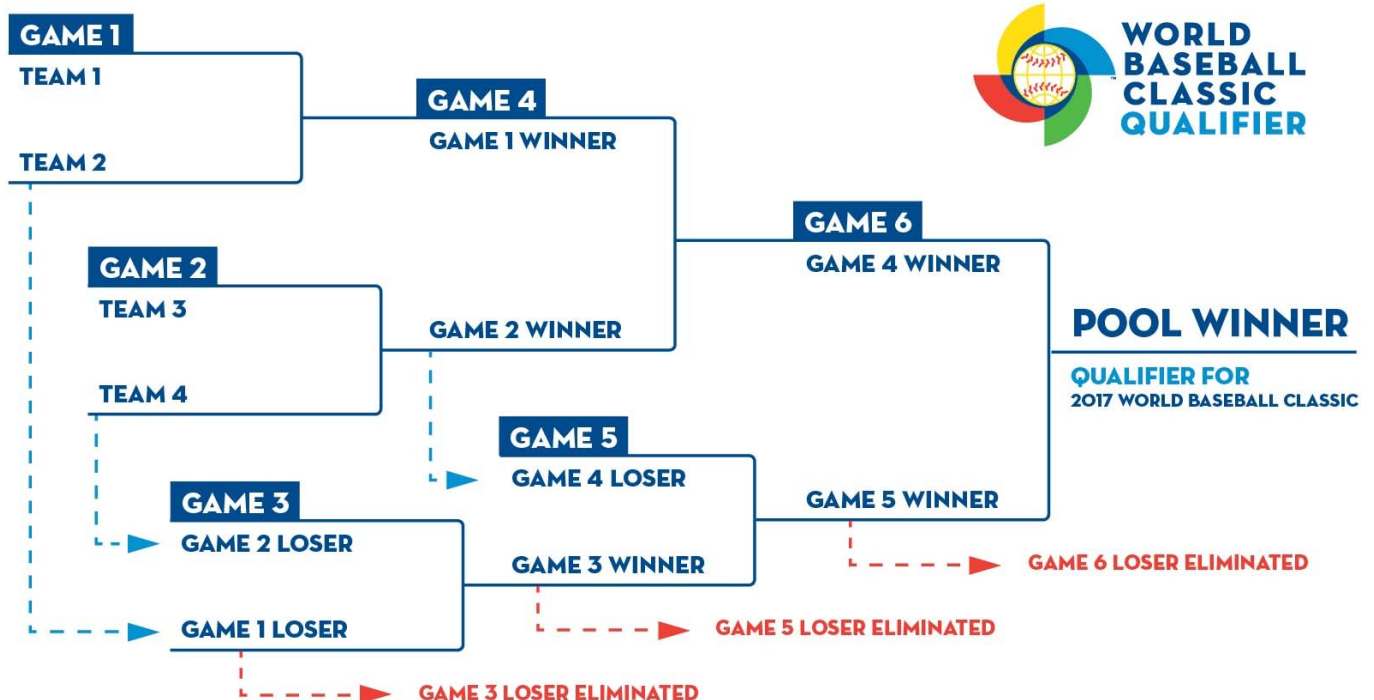 GAME 1
TEAM 1
TEAM 2
GAME 2
TEAM 3
TEAM 4
GAME 3
GAME 2 LOSER
GAME 1 LOSER
GAME 3 LOSER ELIMINATED
GAME 4
GAME 1 WINNER
GAME 2 WINNER
GAME 5
GAME 4 LOSER
GAME 3 WINNER
GAME 5 LOSER ELIMINATED
GAME 6
GAME 4 WINNER
GAME 5 WINNER
GAME 6 LOSER ELIMINATED
WORLD
BASEBALL
CLASSIC
QUALIFIER
™
POOL WINNER
QUALIFIER FOR
2017 WORLD BASEBALL CLASSIC